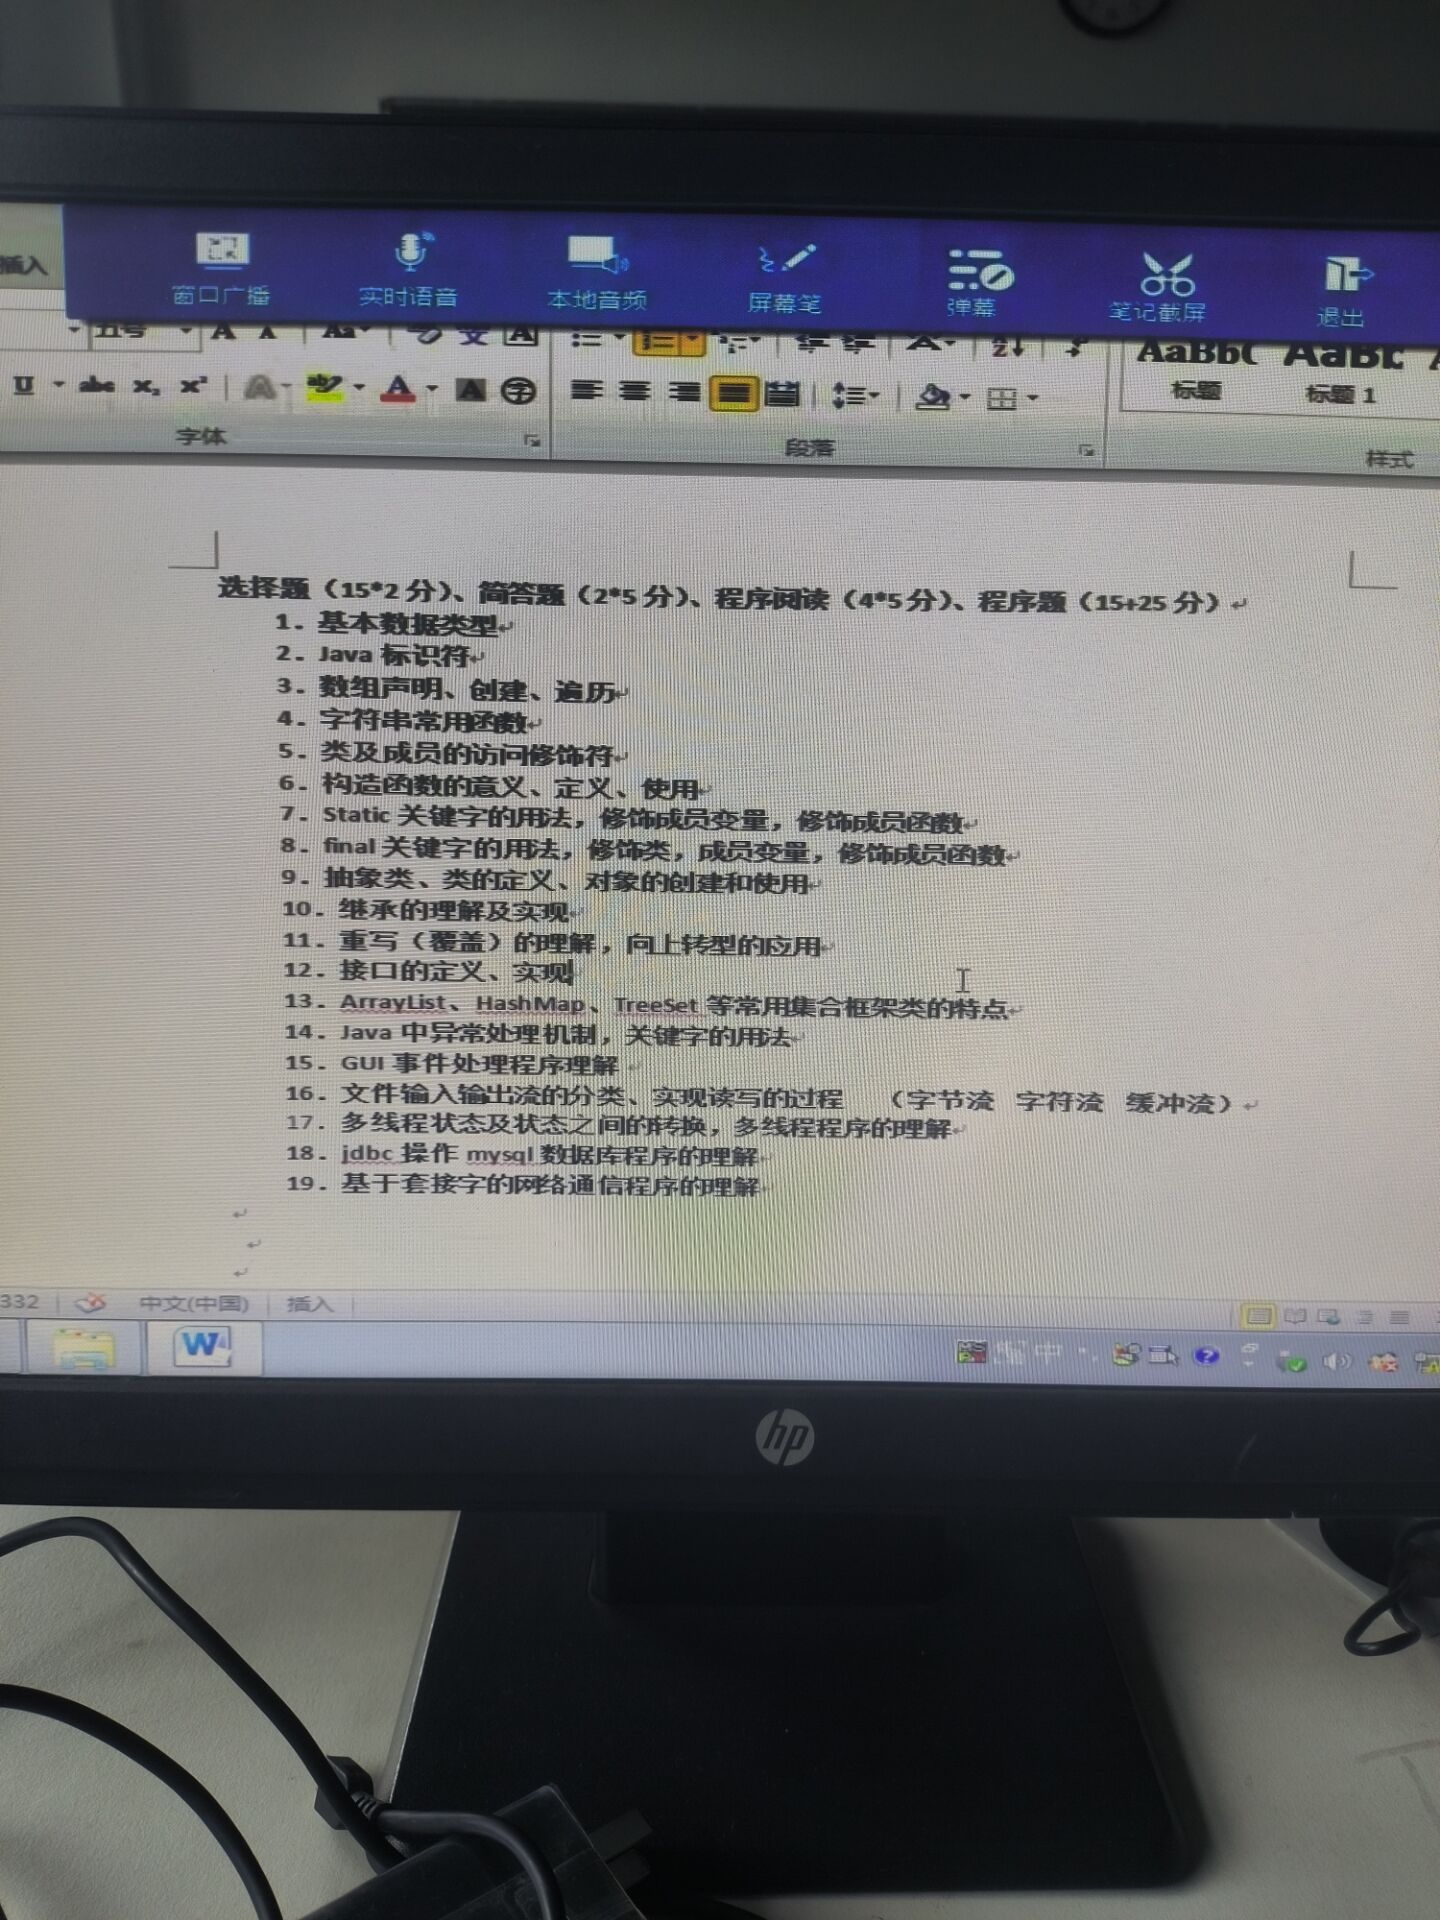 窗口广播 实时语音 本地音频 屏幕笔 弹幕 笔记截屏 退出
插入
五号
AaBbC AaBb
标题 标题 1
字体 段落 样式
选择题（15*2 分）、简答题（2*5 分）、程序阅读（4*5 分）、程序题（15+25 分）
1. 基本数据类型
2. Java 标识符
3. 数组声明、创建、遍历
4. 字符串常用函数
5. 类及成员的访问修饰符
6. 构造函数的意义、定义、使用
7. Static 关键字的用法，修饰成员变量，修饰成员函数
8. final 关键字的用法，修饰类，成员变量，修饰成员函数
9. 抽象类、类的定义、对象的创建和使用
10. 继承的理解及实现
11. 重写（覆盖）的理解，向上转型的应用
12. 接口的定义、实现
13. ArrayList、HashMap、TreeSet 等常用集合框架类的特点
14. Java 中异常处理机制，关键字的用法
15. GUI 事件处理程序理解
16. 文件输入输出流的分类、实现读写的过程 （字节流 字符流 缓冲流）
17. 多线程状态及状态之间的转换，多线程程序的理解
18. jdbc 操作 mysql 数据库程序的理解
19. 基于套接字的网络通信程序的理解
332 中文(中国) 插入
中
hp